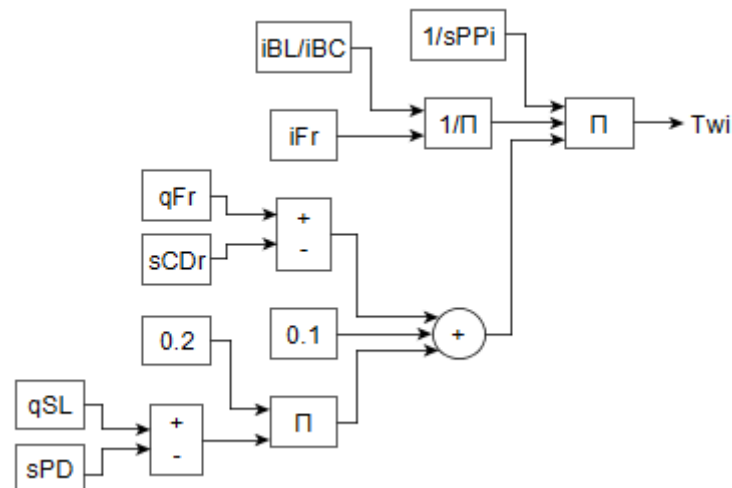 1/sPPi
iBL/iBC
iFr
1/Π
Π
Twi
qFr
sCDr
+
-
0.2
0.1
+
qSL
sPD
+
-
Π